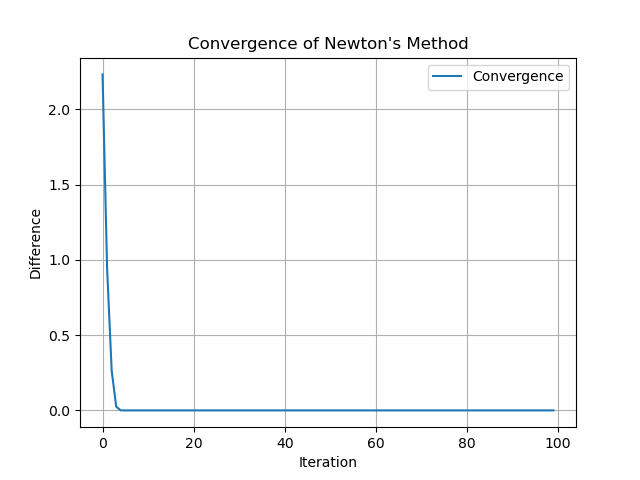 Convergence of Newton's Method
Convergence
2.0
1.5
1.0
0.5
0.0
Difference
0 20 40 60 80 100
Iteration